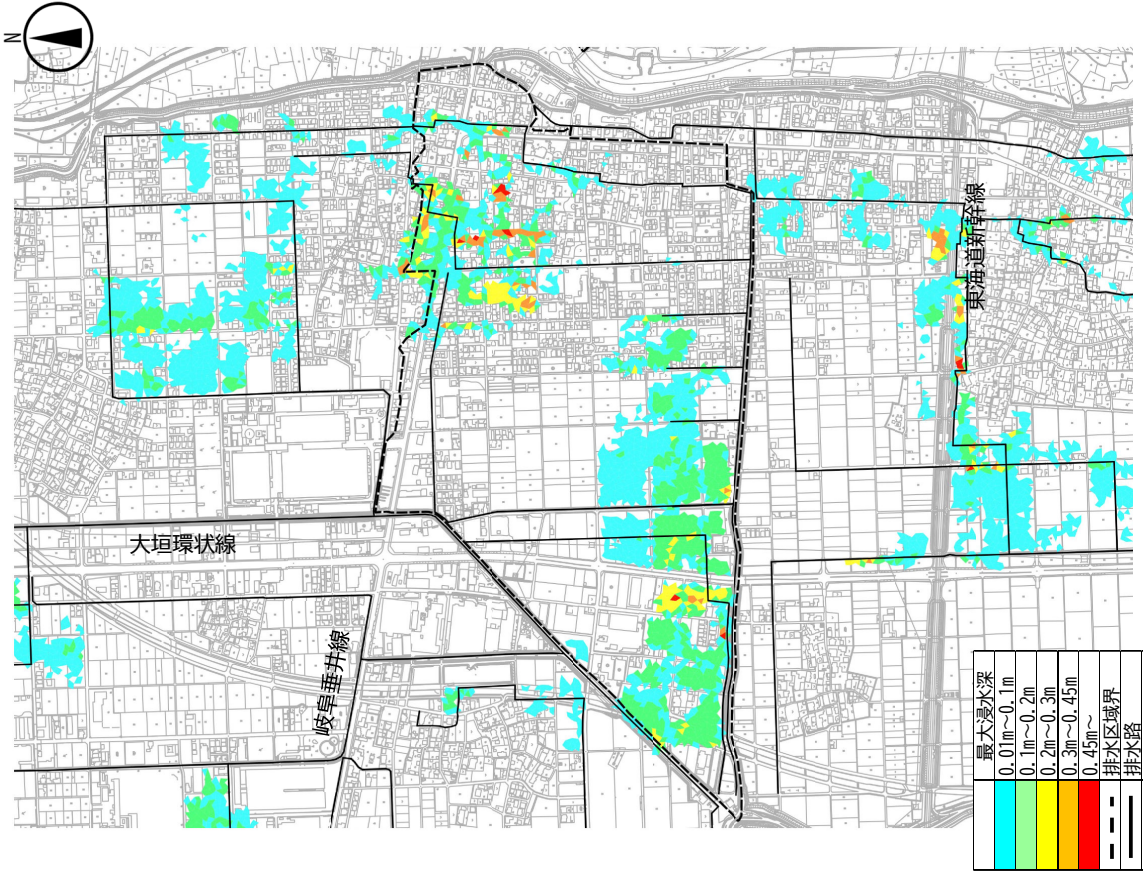 N
大垣環状線
岐阜垂井線
東海道新幹線
最大浸水深
0.01m～0.1m
0.1m～0.2m
0.2m～0.3m
0.3m～0.45m
0.45m～
排水区域界
排水路